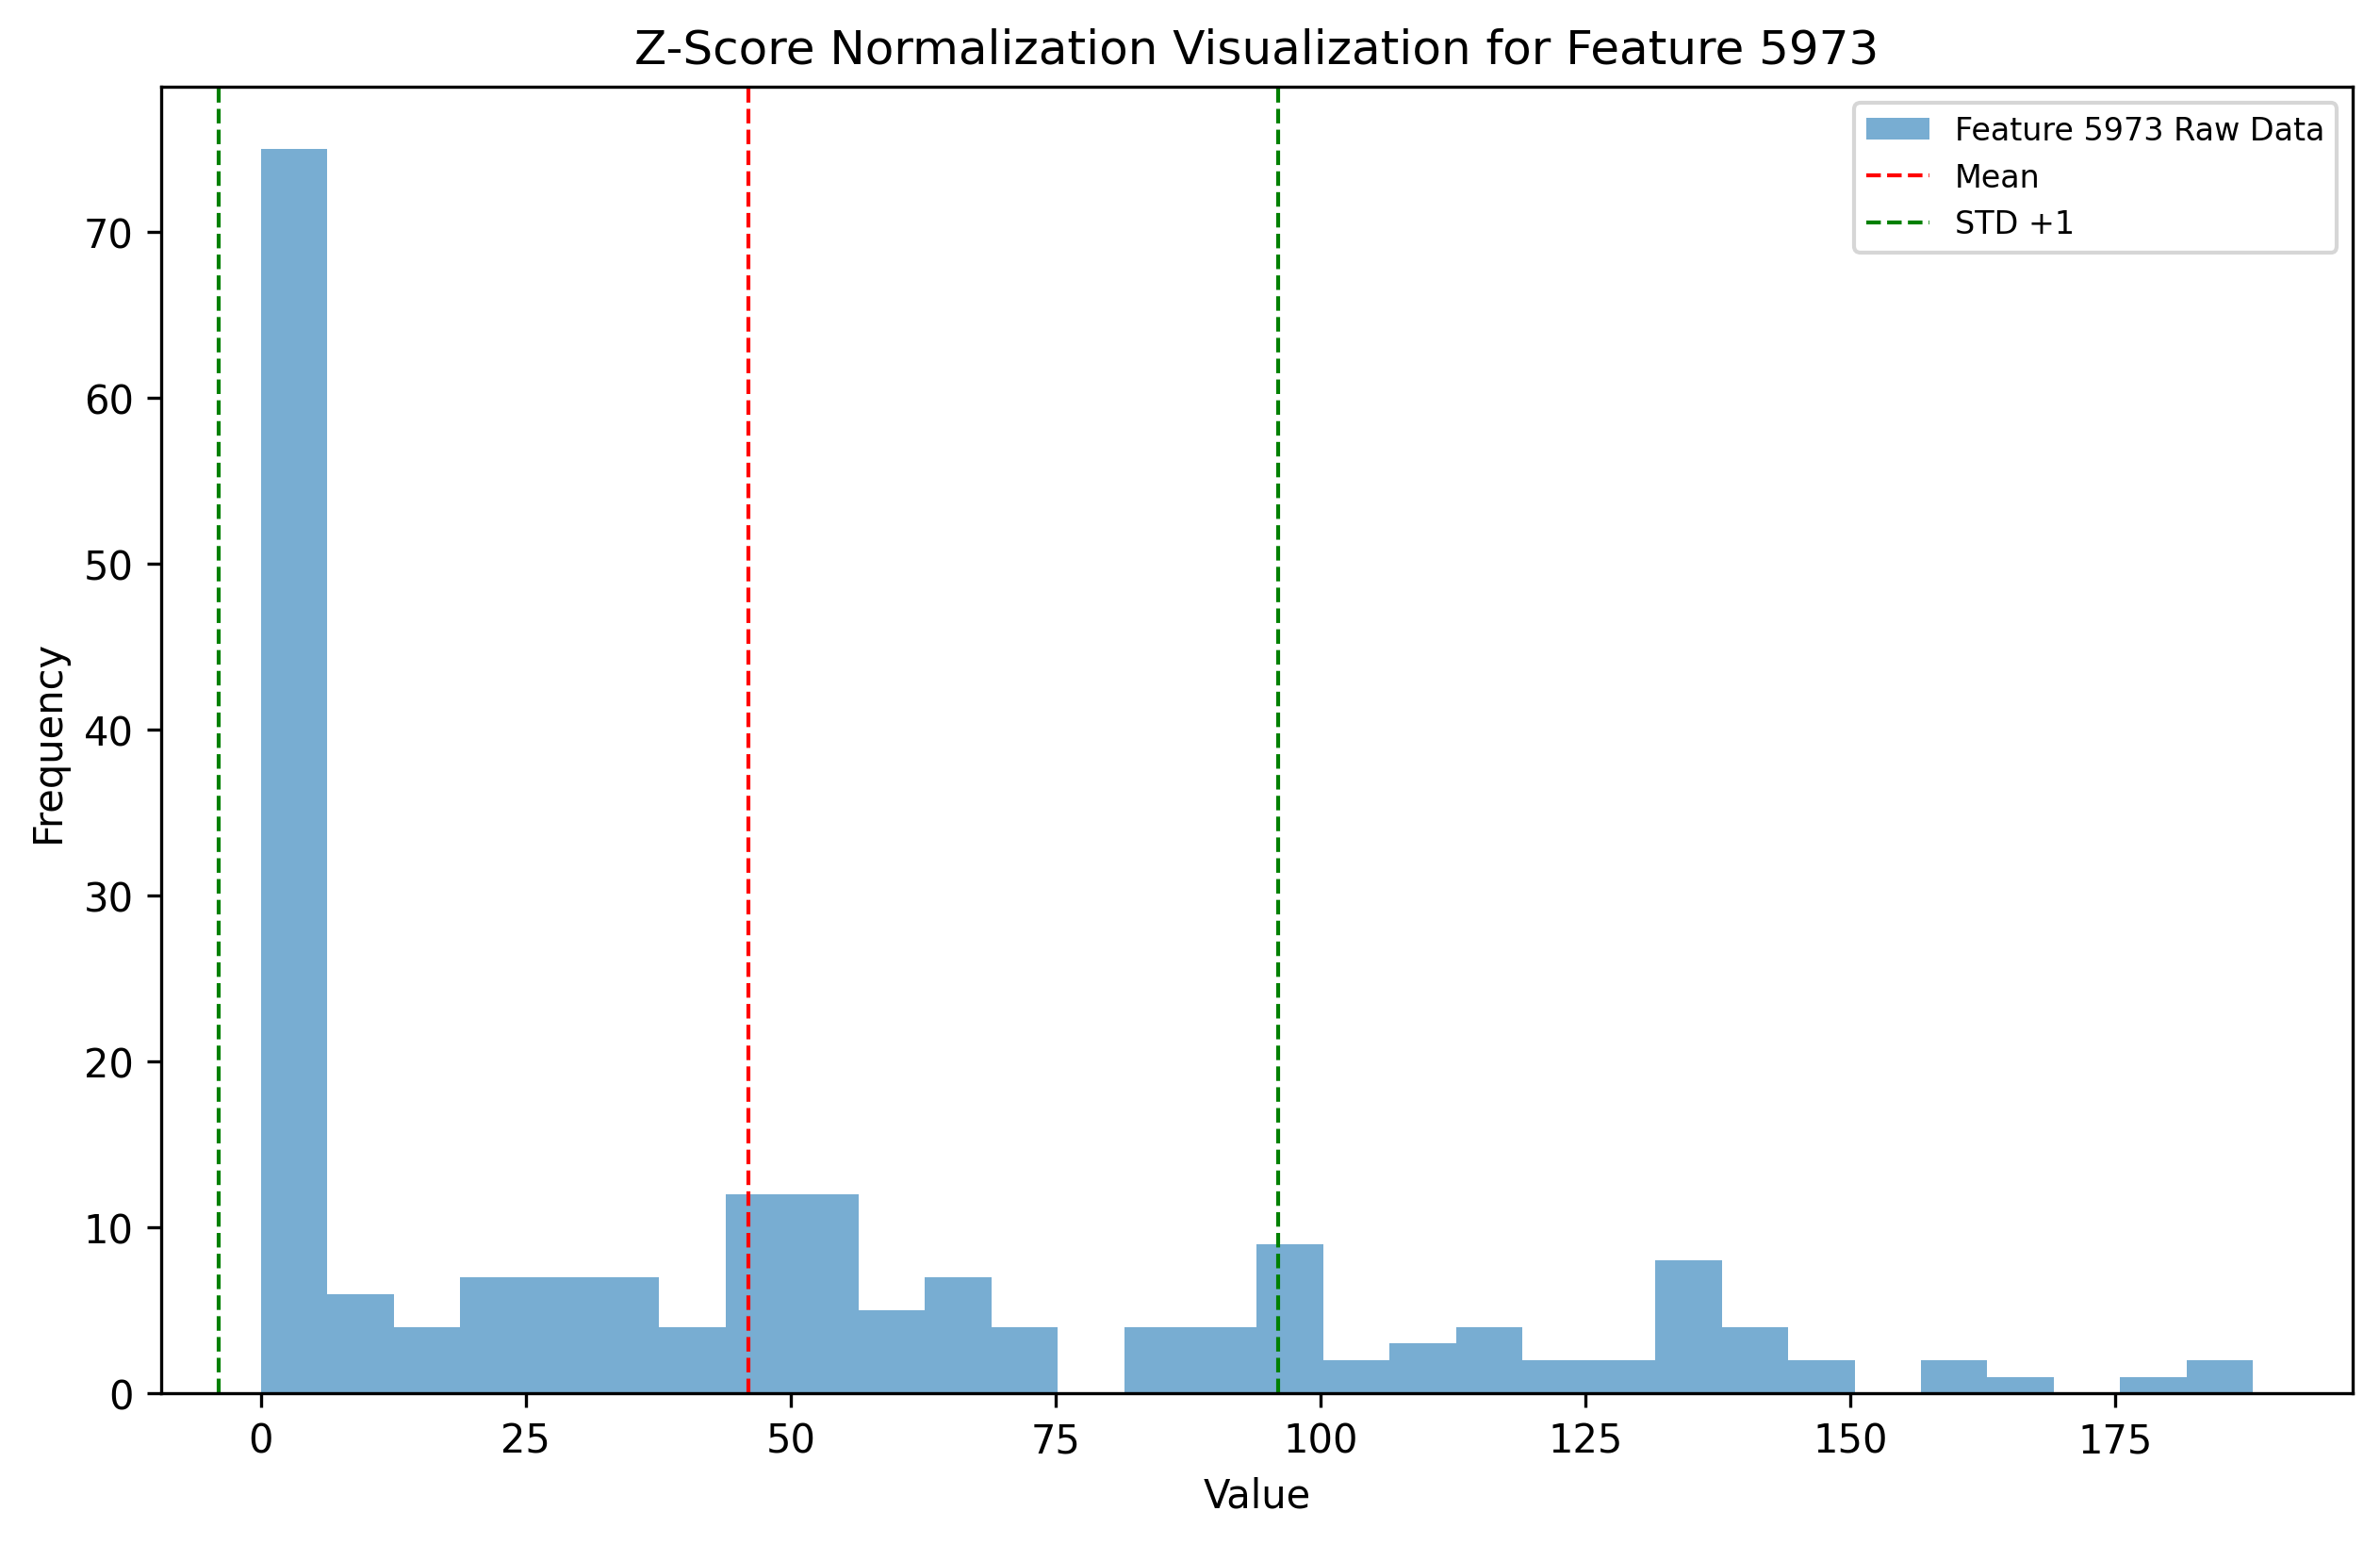 Z-Score Normalization Visualization for Feature 5973
Feature 5973 Raw Data
Mean
STD +1
70
60
50
40
30
20
10
0
Frequency
0 25 50 75 100 125 150 175
Value